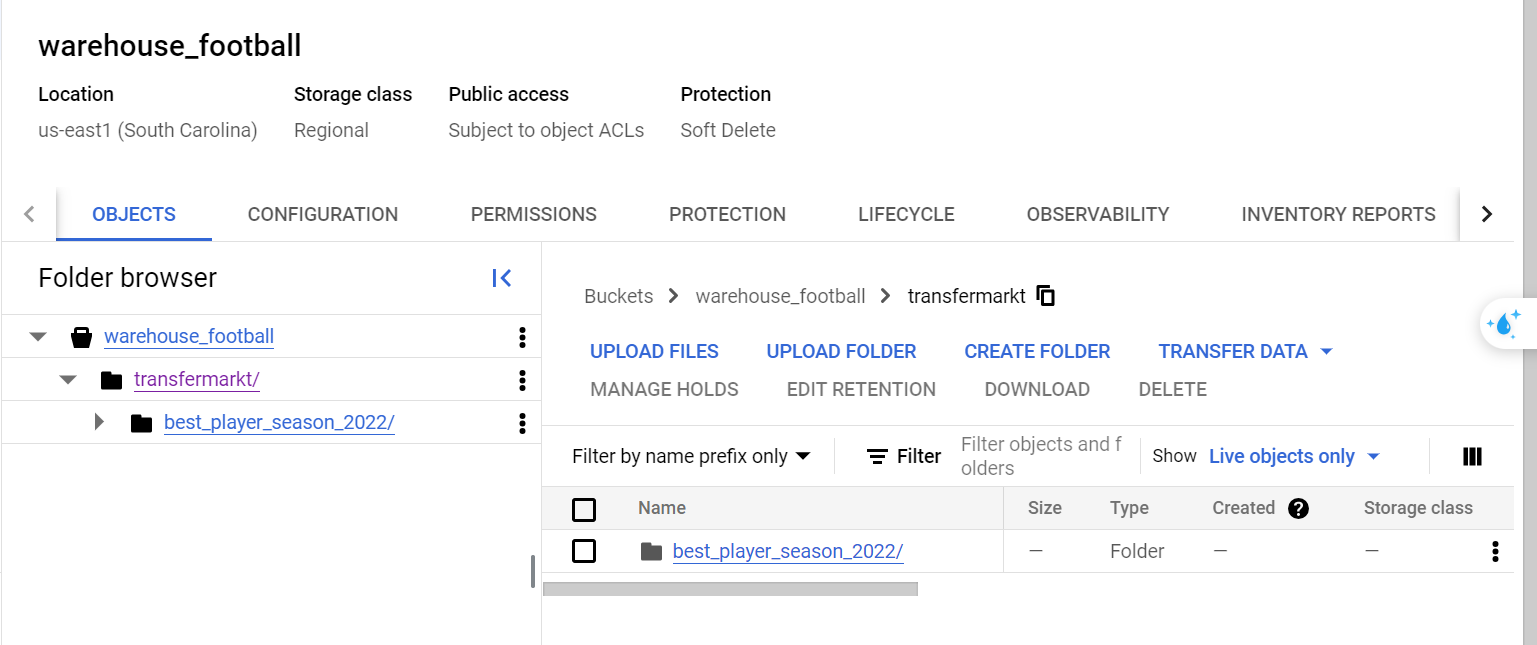 warehouse_football
Location Storage class Public access Protection
us-east1 (South Carolina) Regional Subject to object ACLs Soft Delete
OBJECTS CONFIGURATION PERMISSIONS PROTECTION LIFECYCLE OBSERVABILITY INVENTORY REPORTS
Folder browser
warehouse_football
transfermarkt/
best_player_season_2022/
Buckets > warehouse_football > transfermarkt
UPLOAD FILES UPLOAD FOLDER CREATE FOLDER TRANSFER DATA
MANAGE HOLDS EDIT RETENTION DOWNLOAD DELETE
Filter by name prefix only Filter Filter objects and f
olders Show Live objects only
Name Size Type Created ? Storage class
best_player_season_2022/ — Folder — —